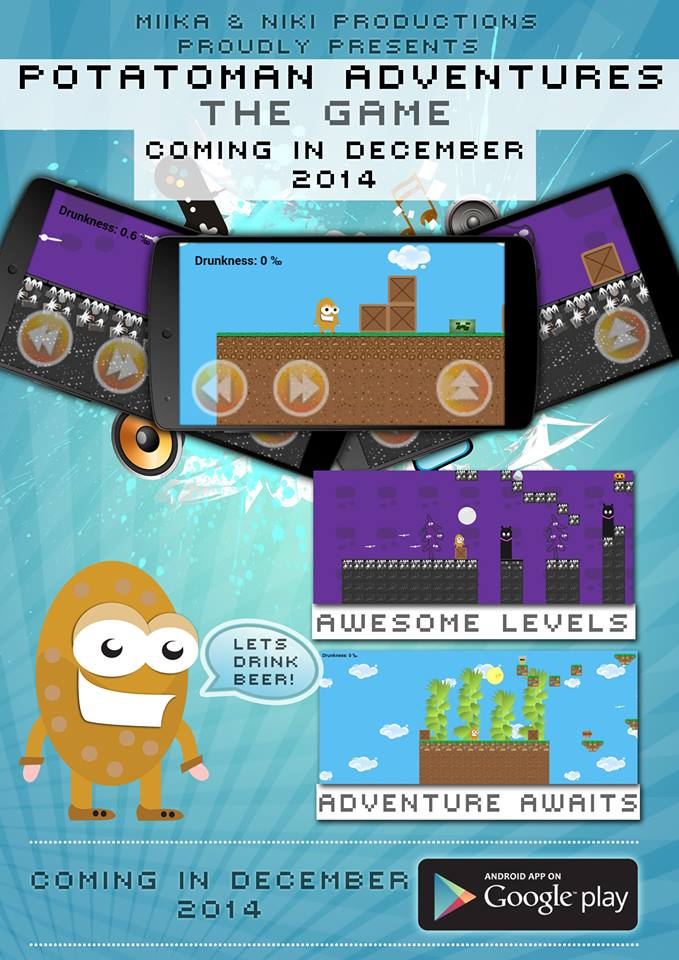 MIIKA & NIKI PRODUCTIONS
PROUDLY PRESENTS
POTATOMAN ADVENTURES
THE GAME
COMING IN DECEMBER
2014
Drunkness: 0.6 ‰
Drunkness: 0 ‰
AWESOME LEVELS
LETS
DRINK
BEER!
Drunkness: 0 ‰
ADVENTURE AWAITS
COMING IN DECEMBER
2014
ANDROID APP ON
Google play